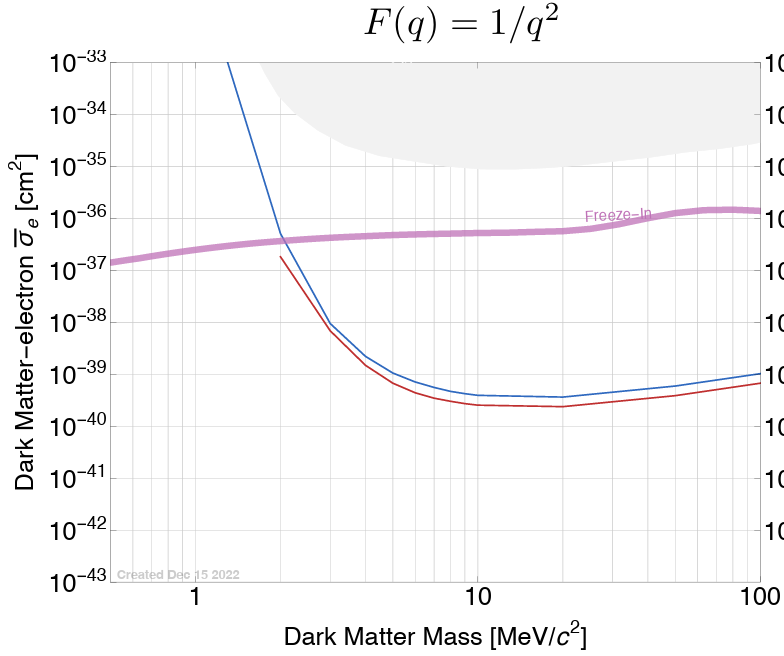 F(q) = 1/q²
10⁻³³
10⁻³⁴
10⁻³⁵
10⁻³⁶
10⁻³⁷
10⁻³⁸
10⁻³⁹
10⁻⁴⁰
10⁻⁴¹
10⁻⁴²
10⁻⁴³
Dark Matter–electron σ̅ₑ [cm²]
Freeze-In
Created Dec 15 2022
1 10 100
Dark Matter Mass [MeV/c²]